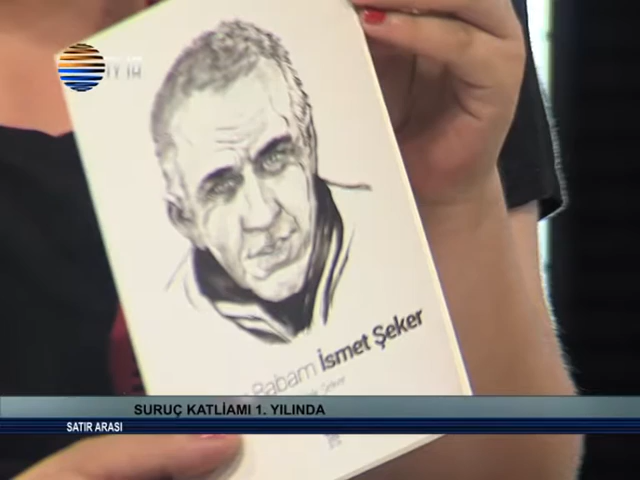 Babam İsmet Şeker
SURUÇ KATLİAMI 1. YILINDA
SATIR ARASI